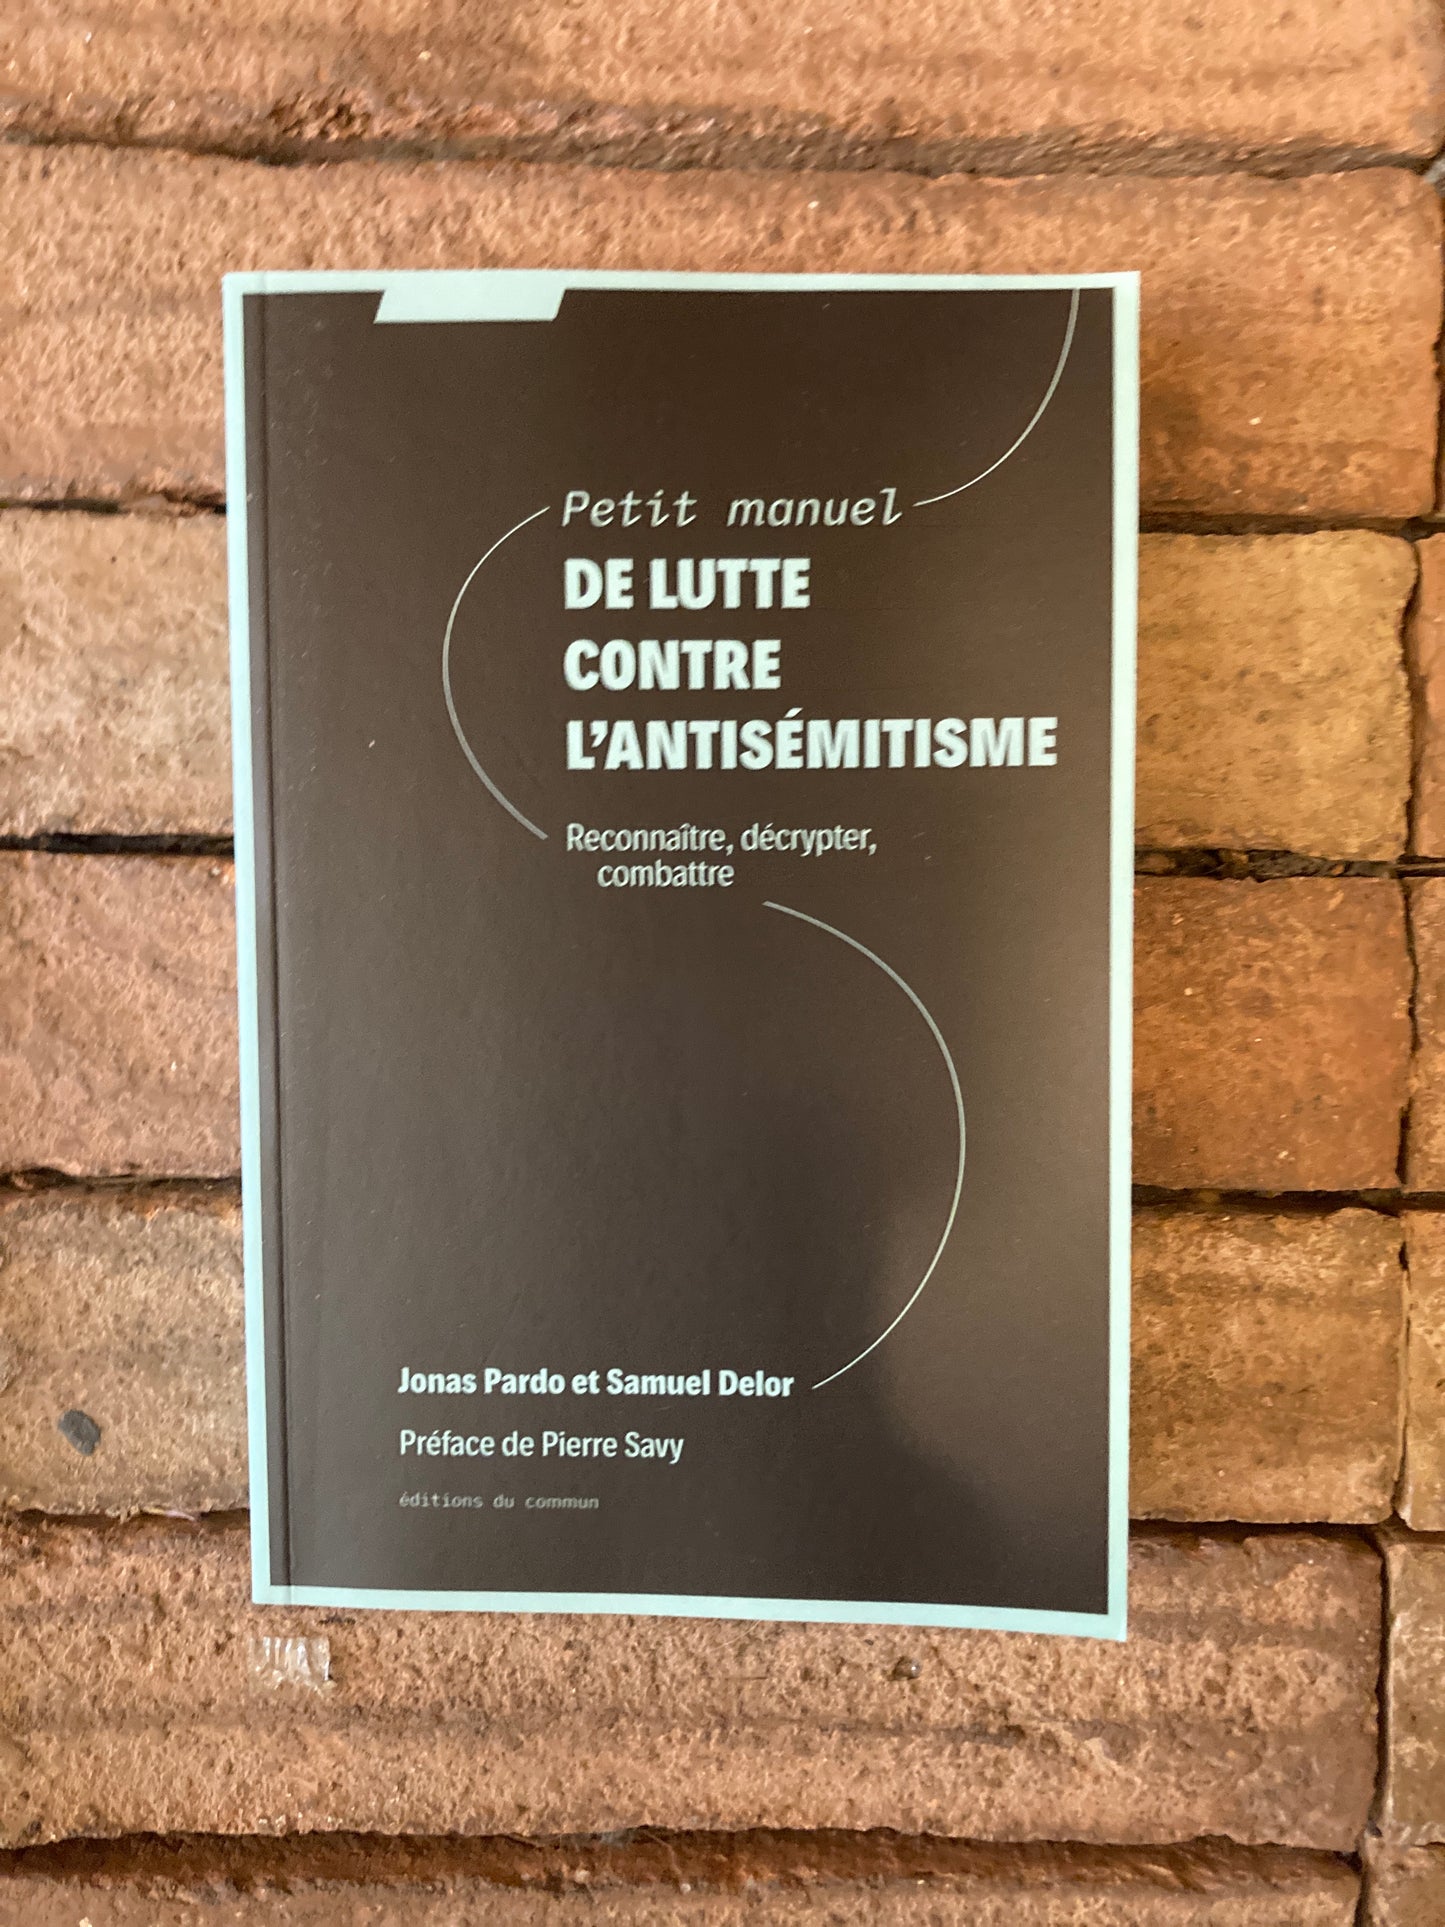 Petit manuel
DE LUTTE
CONTRE
L’ANTISÉMITISME
Reconnaître, décrypter,
combattre
Jonas Pardo et Samuel Delor
Préface de Pierre Savy
éditions du commun